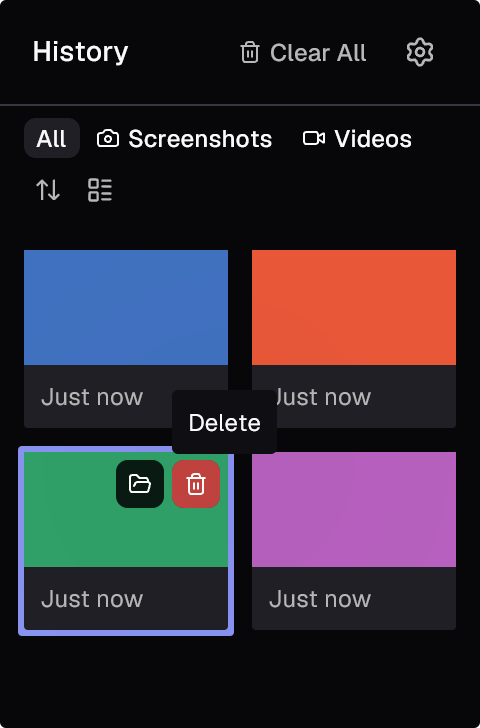 History
Clear All
All
Screenshots
Videos
Just now
Just now
Delete
Just now
Just now